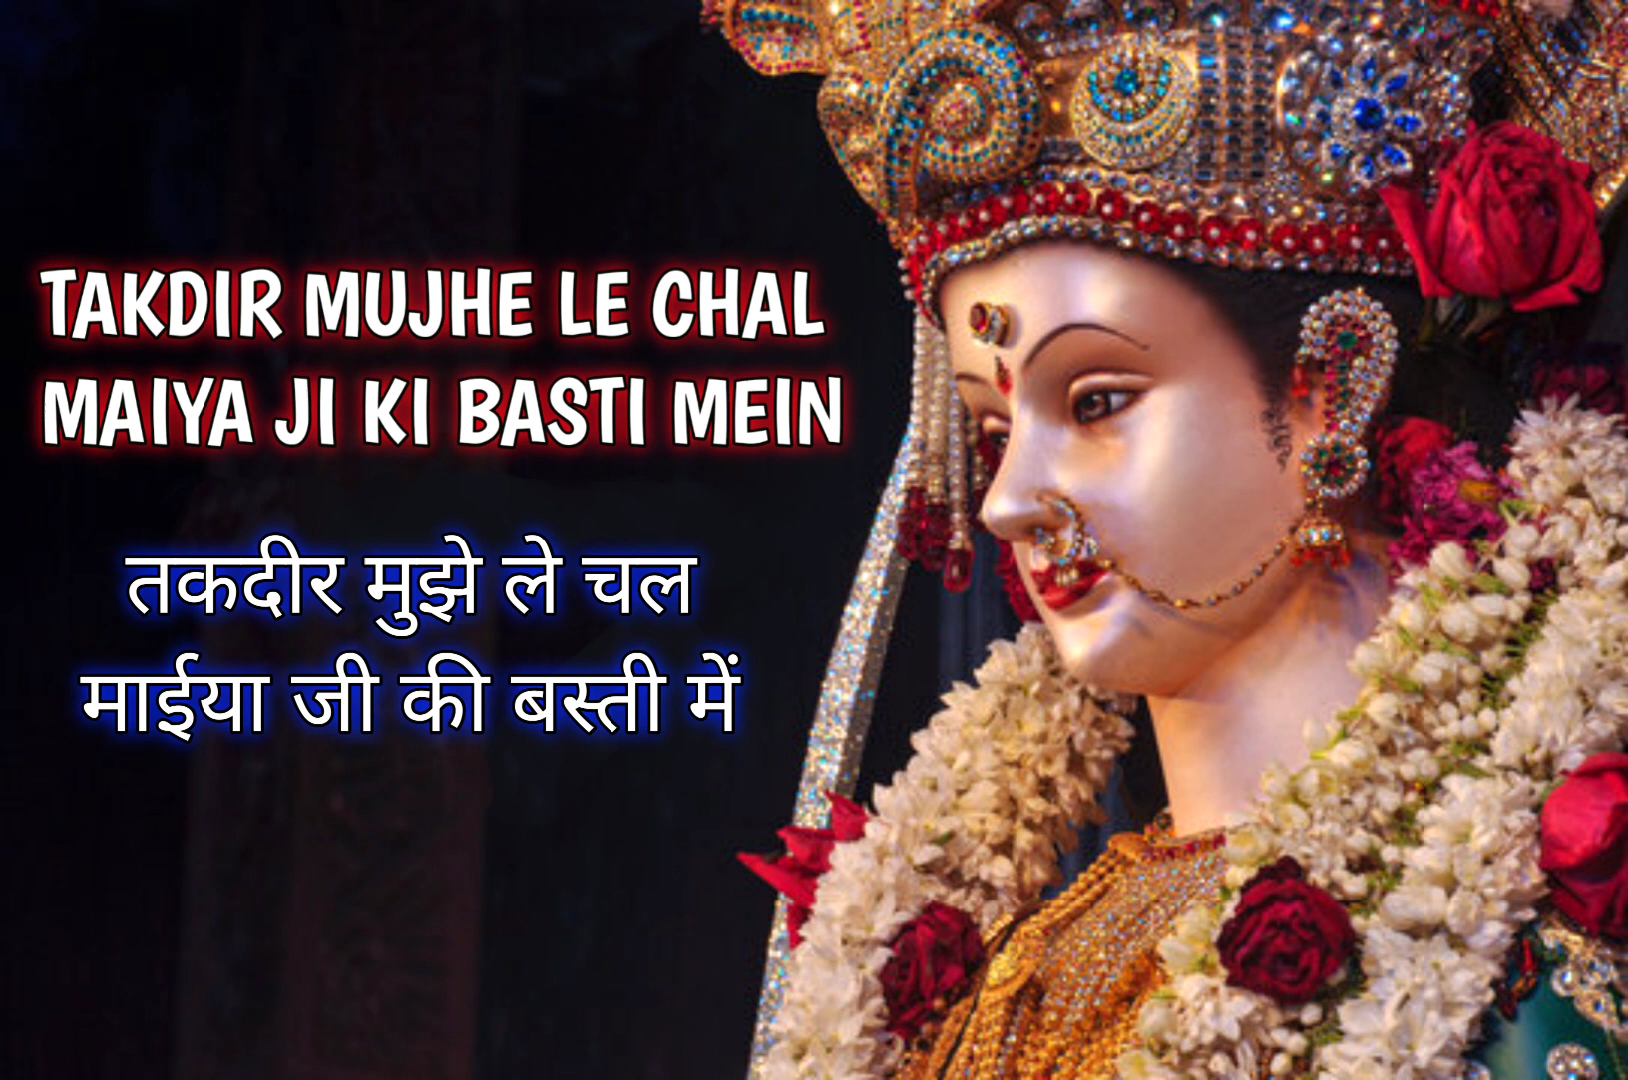 TAKDIR MUJHE LE CHAL
MAIYA JI KI BASTI MEIN
तकदीर मुझे ले चल
माईया जी की बस्ती में